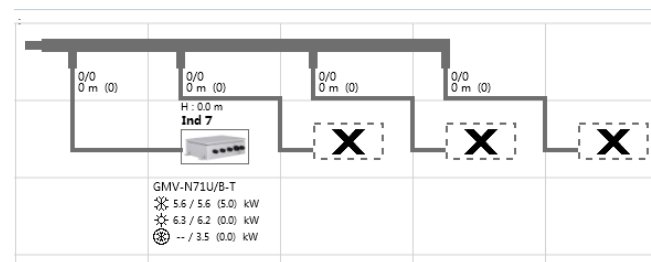 0/0
0 m (0)
0/0
0 m (0)
0/0
0 m (0)
0/0
0 m (0)
H : 0.0 m
Ind 7
X
X
X
GMV-N71U/B-T
5.6 / 5.6 (5.0) kW
6.3 / 6.2 (0.0) kW
-- / 3.5 (0.0) kW